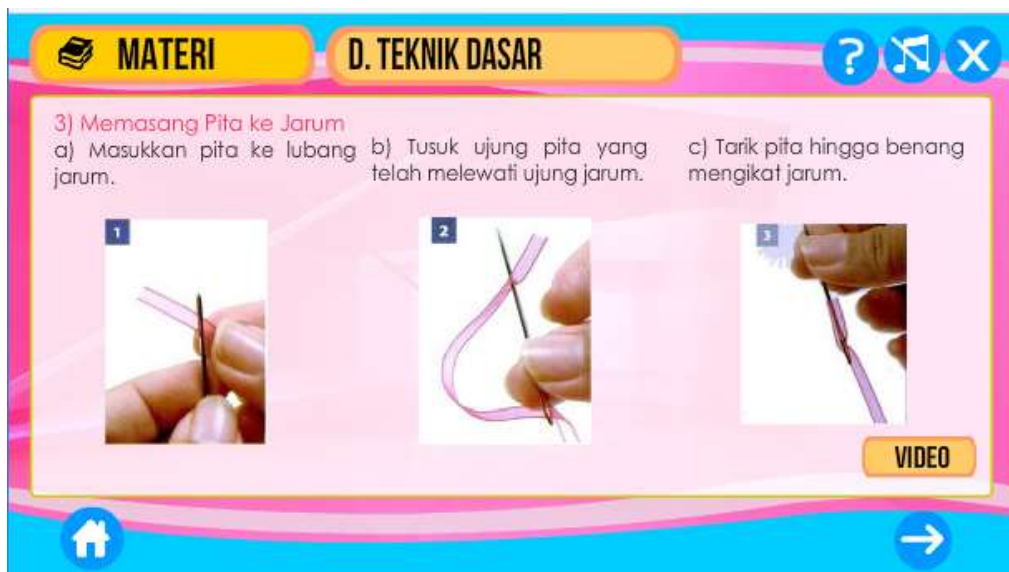 MATERI
D. TEKNIK DASAR
?
X
3) Memasang Pita ke Jarum
a) Masukkan pita ke lubang
jarum.
b) Tusuk ujung pita yang
telah melewati ujung jarum.
c) Tarik pita hingga benang
mengikat jarum.
1
2
3
VIDEO